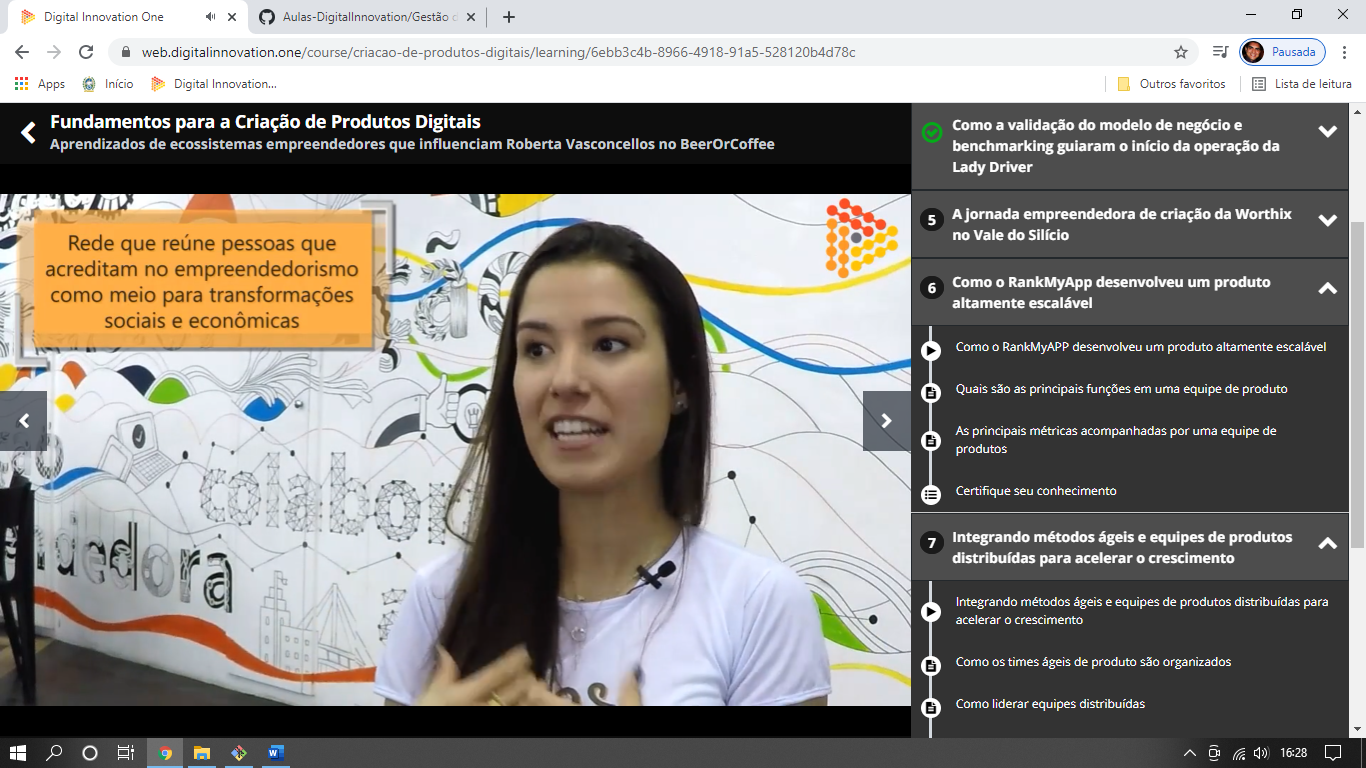 Digital Innovation One
Aulas-DigitalInnovation/Gestão d
web.digitalinnovation.one/course/criacao-de-produtos-digitais/learning/6ebb3c4b-8966-4918-91a5-528120b4d78c
Pausada
Apps
Início
Digital Innovation...
Outros favoritos
Lista de leitura
Fundamentos para a Criação de Produtos Digitais
Aprendizados de ecossistemas empreendedores que influenciam Roberta Vasconcellos no BeerOrCoffee
Rede que reúne pessoas que
acreditam no empreendedorismo
como meio para transformações
sociais e econômicas
colabor
endedora
Como a validação do modelo de negócio e
benchmarking guiaram o início da operação da
Lady Driver
5
A jornada empreendedora de criação da Worthix
no Vale do Silício
6
Como o RankMyApp desenvolveu um produto
altamente escalável
Como o RankMyAPP desenvolveu um produto altamente escalável
Quais são as principais funções em uma equipe de produto
As principais métricas acompanhadas por uma equipe de
produtos
Certifique seu conhecimento
7
Integrando métodos ágeis e equipes de produtos
distribuídas para acelerar o crescimento
Integrando métodos ágeis e equipes de produtos distribuídas para
acelerar o crescimento
Como os times ágeis de produto são organizados
Como liderar equipes distribuídas
16:28